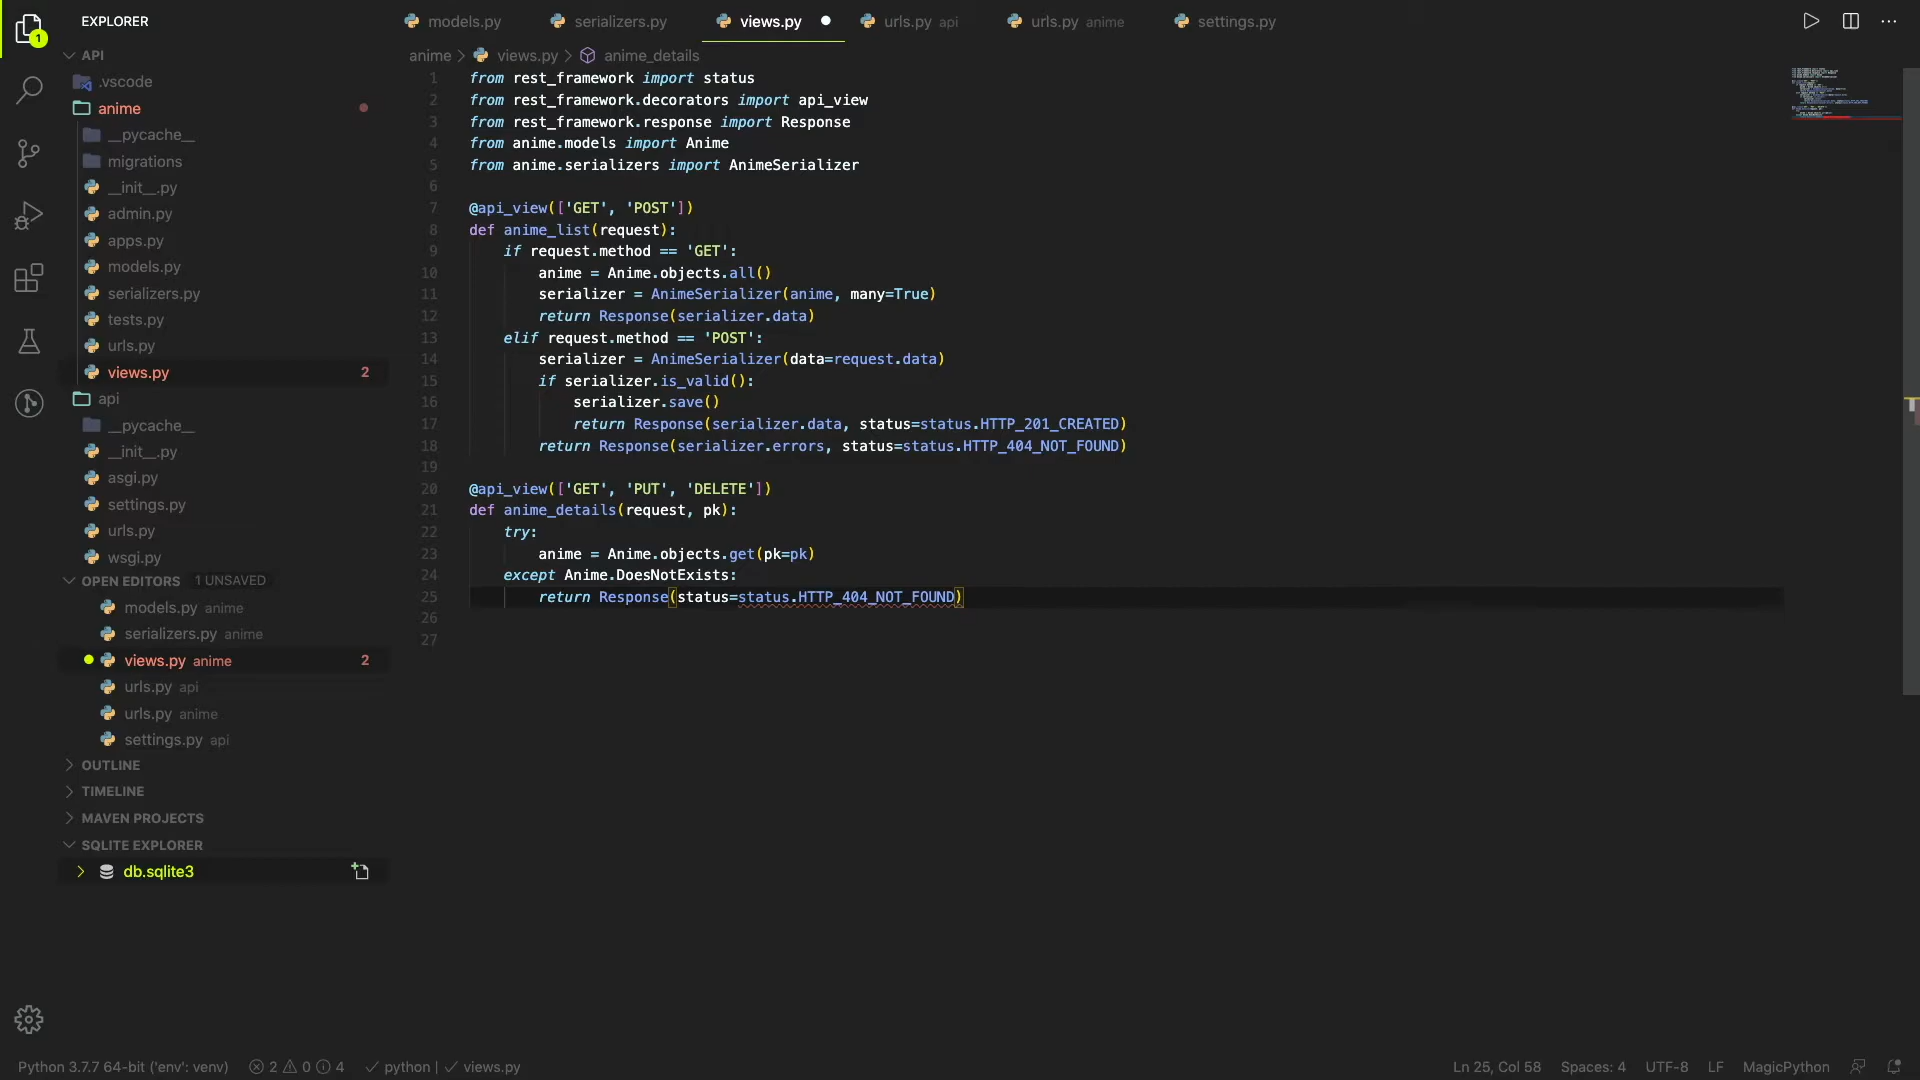 EXPLORER
models.py
serializers.py
views.py
urls.py api
urls.py anime
settings.py
1
API
.vscode
anime
__pycache__
migrations
__init__.py
admin.py
apps.py
models.py
serializers.py
tests.py
urls.py
views.py 2
api
__pycache__
__init__.py
asgi.py
settings.py
urls.py
wsgi.py
OPEN EDITORS 1 UNSAVED
models.py anime
serializers.py anime
views.py anime 2
urls.py api
urls.py anime
settings.py api
OUTLINE
TIMELINE
MAVEN PROJECTS
SQLITE EXPLORER
db.sqlite3
anime > views.py > anime_details
1 from rest_framework import status
2 from rest_framework.decorators import api_view
3 from rest_framework.response import Response
4 from anime.models import Anime
5 from anime.serializers import AnimeSerializer
6
7 @api_view(['GET', 'POST'])
8 def anime_list(request):
9     if request.method == 'GET':
10         anime = Anime.objects.all()
11         serializer = AnimeSerializer(anime, many=True)
12         return Response(serializer.data)
13     elif request.method == 'POST':
14         serializer = AnimeSerializer(data=request.data)
15         if serializer.is_valid():
16             serializer.save()
17             return Response(serializer.data, status=status.HTTP_201_CREATED)
18         return Response(serializer.errors, status=status.HTTP_404_NOT_FOUND)
19
20 @api_view(['GET', 'PUT', 'DELETE'])
21 def anime_details(request, pk):
22     try:
23         anime = Anime.objects.get(pk=pk)
24     except Anime.DoesNotExists:
25         return Response(status=status.HTTP_404_NOT_FOUND)
26
27
Python 3.7.7 64-bit ('env': venv) 2 0 4 python | views.py Ln 25, Col 58 Spaces: 4 UTF-8 LF MagicPython